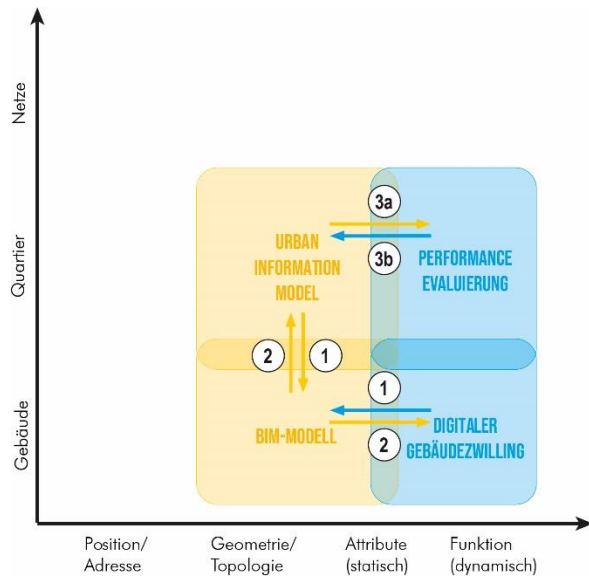 Netze
3a
URBAN
INFORMATION
MODEL
3b
PERFORMANCE
EVALUIERUNG
Quartier
2
1
1
BIM-MODELL
2
DIGITALER
GEBÄUDEZWILLING
Gebäude
Position/
Adresse
Geometrie/
Topologie
Attribute
(statisch)
Funktion
(dynamisch)